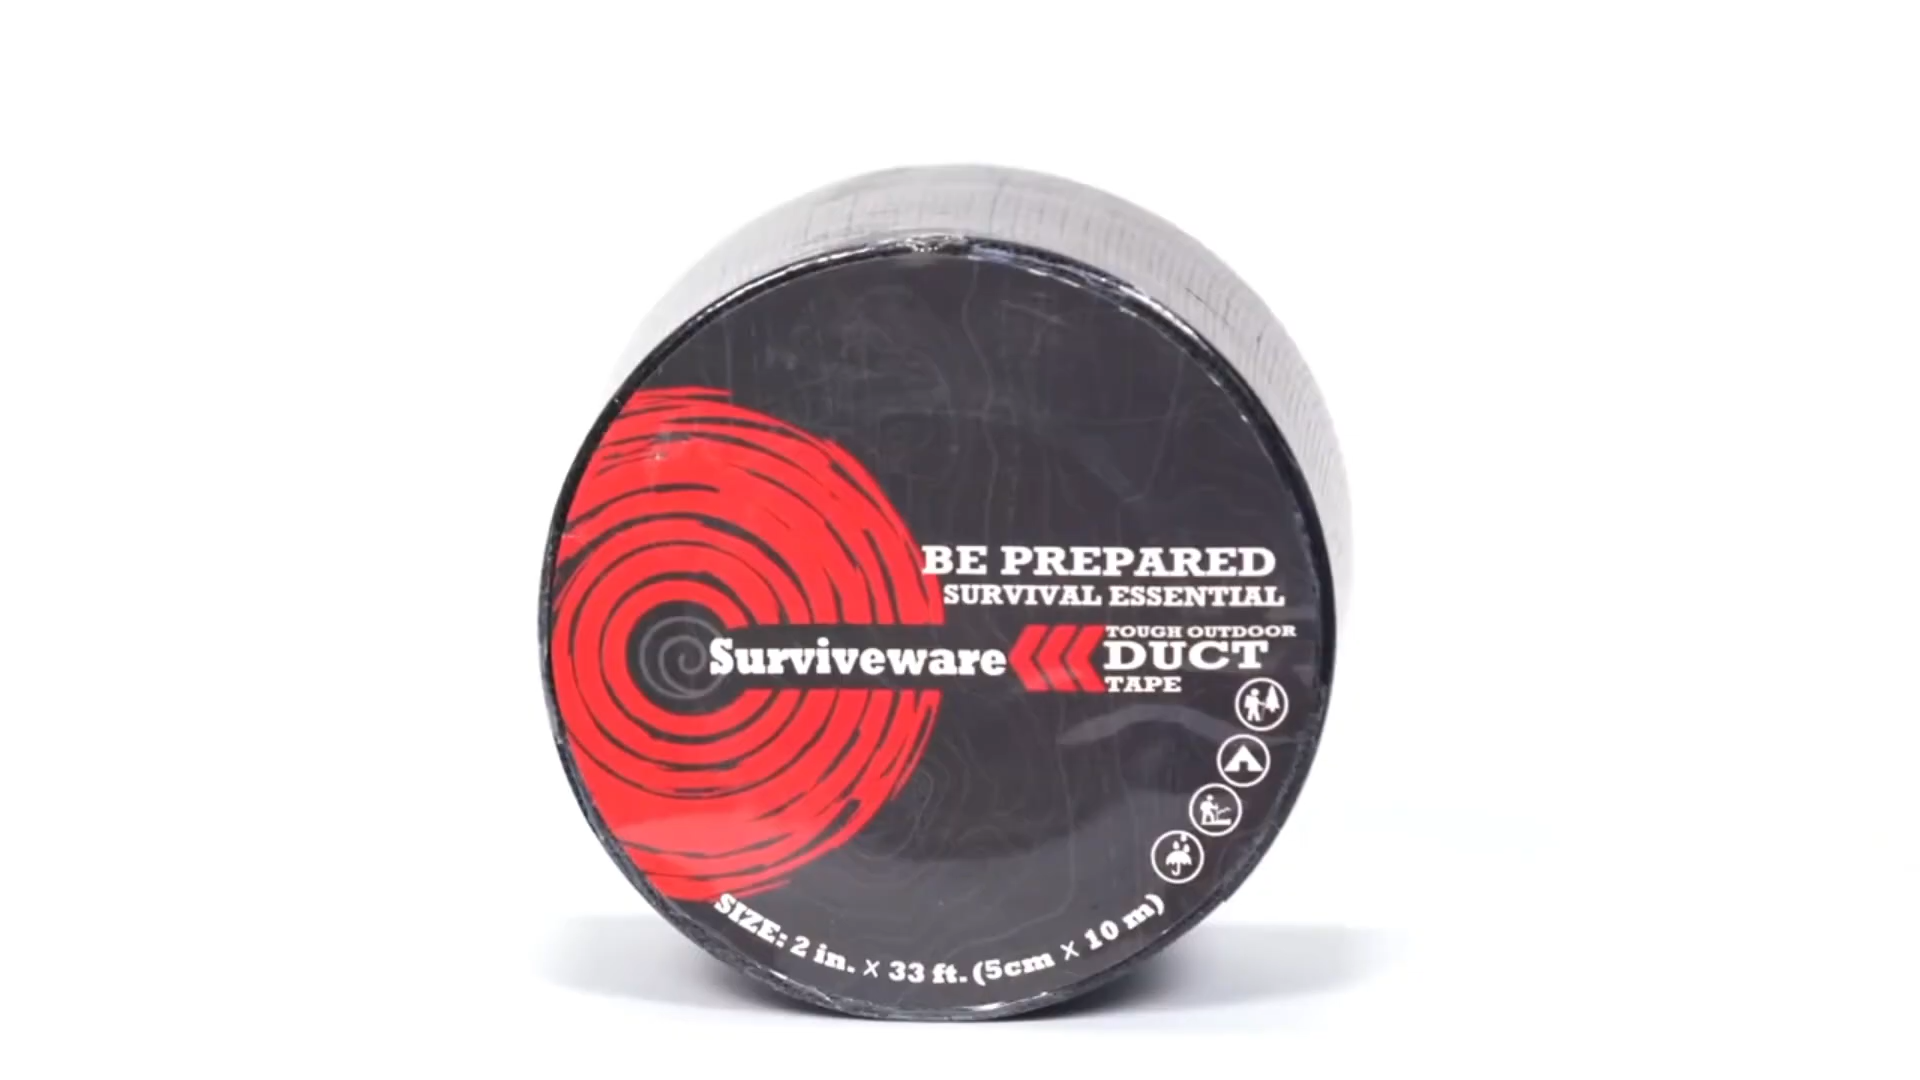 BE PREPARED
SURVIVAL ESSENTIAL
Surviveware
TOUGH OUTDOOR
DUCT
TAPE
SIZE: 2 in. x 33 ft. (5cm x 10 m)